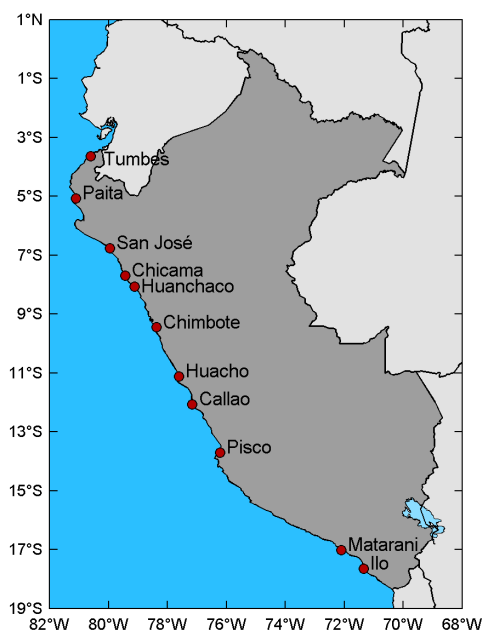 1°N
1°S
3°S
Tumbes
5°S
Paita
7°S
San José
Chicama
Huanchaco
9°S
Chimbote
11°S
Huacho
Callao
13°S
Pisco
15°S
17°S
Matarani
Ilo
19°S
82°W 80°W 78°W 76°W 74°W 72°W 70°W 68°W